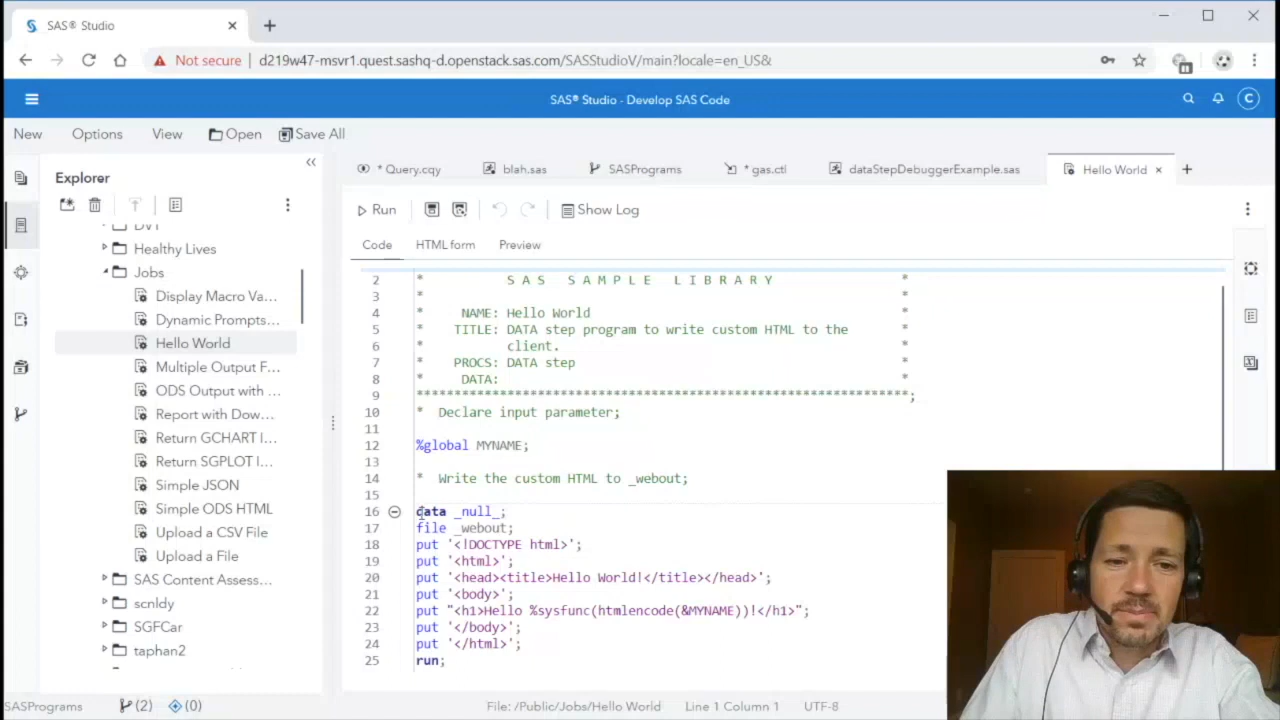 SAS® Studio
Not secure d219w47-msvr1.quest.sashq-d.openstack.sas.com/SASStudioV/main?locale=en_US&
SAS® Studio - Develop SAS Code
C
New Options View Open Save All
Explorer
Healthy Lives
Jobs
Display Macro Va...
Dynamic Prompts...
Hello World
Multiple Output F...
ODS Output with ...
Report with Dow...
Return GCHART I...
Return SGPLOT I...
Simple JSON
Simple ODS HTML
Upload a CSV File
Upload a File
SAS Content Assess...
scnldy
SGFCar
taphan2
* Query.cqy blah.sas SASPrograms * gas.ctl dataStepDebuggerExample.sas Hello World
Run Show Log
Code HTML form Preview
2 * S A S S A M P L E L I B R A R Y *
3 * *
4 * NAME: Hello World *
5 * TITLE: DATA step program to write custom HTML to the *
6 * client. *
7 * PROCS: DATA step *
8 * DATA: *
9 *****************************************************************;
10 * Declare input parameter;
11
12 %global MYNAME;
13
14 * Write the custom HTML to _webout;
15
16 data _null_;
17 file _webout;
18 put '<!DOCTYPE html>';
19 put '<html>';
20 put '<head><title>Hello World!</title></head>';
21 put '<body>';
22 put "<h1>Hello %sysfunc(htmlencode(&MYNAME))!</h1>";
23 put '</body>';
24 put '</html>';
25 run;
SASPrograms (2) (0) File: /Public/Jobs/Hello World Line 1 Column 1 UTF-8